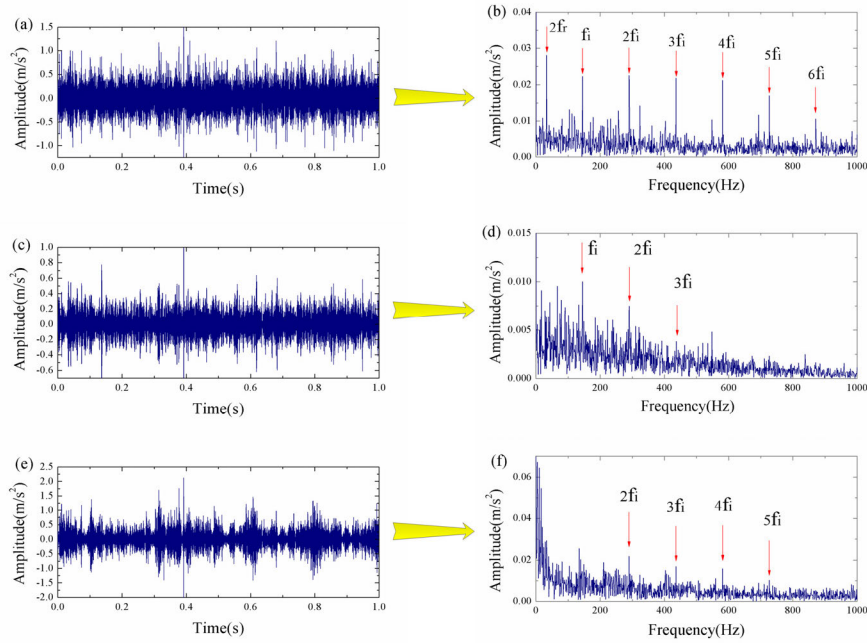 (a)
1.5
1.0
0.5
0.0
-0.5
-1.0
Amplitude(m/s²)
0.0 0.2 0.4 0.6 0.8 1.0
Time(s)
(b)
0.04
0.03
0.02
0.01
0.00
Amplitude(m/s²)
2fr fi 2fi 3fi 4fi 5fi 6fi
0 200 400 600 800 1000
Frequency(Hz)
(c)
1.0
0.8
0.6
0.4
0.2
0.0
-0.2
-0.4
-0.6
Amplitude(m/s²)
0.0 0.2 0.4 0.6 0.8 1.0
Time(s)
(d)
0.015
0.010
0.005
0.000
Amplitude(m/s²)
fi 2fi 3fi
0 200 400 600 800 1000
Frequency(Hz)
(e)
2.5
2.0
1.5
1.0
0.5
0.0
-0.5
-1.0
-1.5
-2.0
Amplitude(m/s²)
0.0 0.2 0.4 0.6 0.8 1.0
Time(s)
(f)
0.06
0.04
0.02
0.00
Amplitude(m/s²)
2fi 3fi 4fi 5fi
0 200 400 600 800 1000
Frequency(Hz)